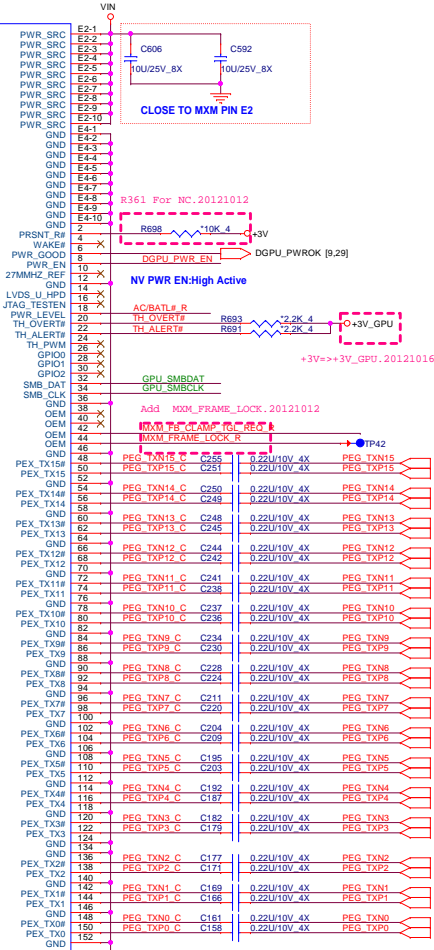 VIN
PWR_SRC E2-1
PWR_SRC E2-2
PWR_SRC E2-3 C606 C592
PWR_SRC E2-4
PWR_SRC E2-5
PWR_SRC E2-6 10U/25V_8X 10U/25V_8X
PWR_SRC E2-7
PWR_SRC E2-8
PWR_SRC E2-9 CLOSE TO MXM PIN E2
PWR_SRC E2-10
GND E4-1
GND E4-2
GND E4-3
GND E4-4
GND E4-5
GND E4-6
GND E4-7
GND E4-8
GND E4-9
GND E4-10
R361 For NC.20121012
PRSNT_R# 2 R698 *10K_4 +3V
WAKE# 4
PWR_GOOD 6 DGPU_PWROK [9,29]
PWR_EN 8 DGPU_PWR_EN
27MHZ_REF 10
GND 12 NV PWR EN:High Active
LVDS_U_HPD 14
JTAG_TESTEN 16
PWR_LEVEL 18 AC/BATL#_R
TH_OVERT# 20 TH_OVERT# R693 *2.2K_4 +3V_GPU
TH_ALERT# 22 TH_ALERT# R691 *2.2K_4
TH_PWM 24
GPIO0 26
GPIO1 28
GPIO2 30
+3V=>+3V_GPU.20121016
SMB_DAT 32 GPU_SMBDAT
SMB_CLK 34 GPU_SMBCLK
GND 36
Add MXM_FRAME_LOCK.20121012
OEM 38
OEM 40
OEM 42 MXM_FB_CLAMP_TGL_REQ_R
OEM 44 MXM_FRAME_LOCK_R TP42
GND 46
PEX_TX15# 48 PEG_TXN15_C C255 0.22U/10V_4X PEG_TXN15
PEX_TX15 50 PEG_TXP15_C C251 0.22U/10V_4X PEG_TXP15
GND 52
PEX_TX14# 54 PEG_TXN14_C C250 0.22U/10V_4X PEG_TXN14
PEX_TX14 56 PEG_TXP14_C C249 0.22U/10V_4X PEG_TXP14
GND 58
PEX_TX13# 60 PEG_TXN13_C C248 0.22U/10V_4X PEG_TXN13
PEX_TX13 62 PEG_TXP13_C C245 0.22U/10V_4X PEG_TXP13
GND 64
PEX_TX12# 66 PEG_TXN12_C C244 0.22U/10V_4X PEG_TXN12
PEX_TX12 68 PEG_TXP12_C C242 0.22U/10V_4X PEG_TXP12
GND 70
PEX_TX11# 72 PEG_TXN11_C C241 0.22U/10V_4X PEG_TXN11
PEX_TX11 74 PEG_TXP11_C C238 0.22U/10V_4X PEG_TXP11
GND 76
PEX_TX10# 78 PEG_TXN10_C C237 0.22U/10V_4X PEG_TXN10
PEX_TX10 80 PEG_TXP10_C C236 0.22U/10V_4X PEG_TXP10
GND 82
PEX_TX9# 84 PEG_TXN9_C C234 0.22U/10V_4X PEG_TXN9
PEX_TX9 86 PEG_TXP9_C C230 0.22U/10V_4X PEG_TXP9
GND 88
PEX_TX8# 90 PEG_TXN8_C C228 0.22U/10V_4X PEG_TXN8
PEX_TX8 92 PEG_TXP8_C C224 0.22U/10V_4X PEG_TXP8
GND 94
PEX_TX7# 96 PEG_TXN7_C C211 0.22U/10V_4X PEG_TXN7
PEX_TX7 98 PEG_TXP7_C C220 0.22U/10V_4X PEG_TXP7
GND 100
PEX_TX6# 102 PEG_TXN6_C C204 0.22U/10V_4X PEG_TXN6
PEX_TX6 104 PEG_TXP6_C C209 0.22U/10V_4X PEG_TXP6
GND 106
PEX_TX5# 108 PEG_TXN5_C C195 0.22U/10V_4X PEG_TXN5
PEX_TX5 110 PEG_TXP5_C C203 0.22U/10V_4X PEG_TXP5
GND 112
PEX_TX4# 114 PEG_TXN4_C C192 0.22U/10V_4X PEG_TXN4
PEX_TX4 116 PEG_TXP4_C C187 0.22U/10V_4X PEG_TXP4
GND 118
PEX_TX3# 120 PEG_TXN3_C C182 0.22U/10V_4X PEG_TXN3
PEX_TX3 122 PEG_TXP3_C C179 0.22U/10V_4X PEG_TXP3
GND 124
GND 134
PEX_TX2# 136 PEG_TXN2_C C177 0.22U/10V_4X PEG_TXN2
PEX_TX2 138 PEG_TXP2_C C171 0.22U/10V_4X PEG_TXP2
GND 140
PEX_TX1# 142 PEG_TXN1_C C169 0.22U/10V_4X PEG_TXN1
PEX_TX1 144 PEG_TXP1_C C166 0.22U/10V_4X PEG_TXP1
GND 146
PEX_TX0# 148 PEG_TXN0_C C161 0.22U/10V_4X PEG_TXN0
PEX_TX0 150 PEG_TXP0_C C158 0.22U/10V_4X PEG_TXP0
GND 152